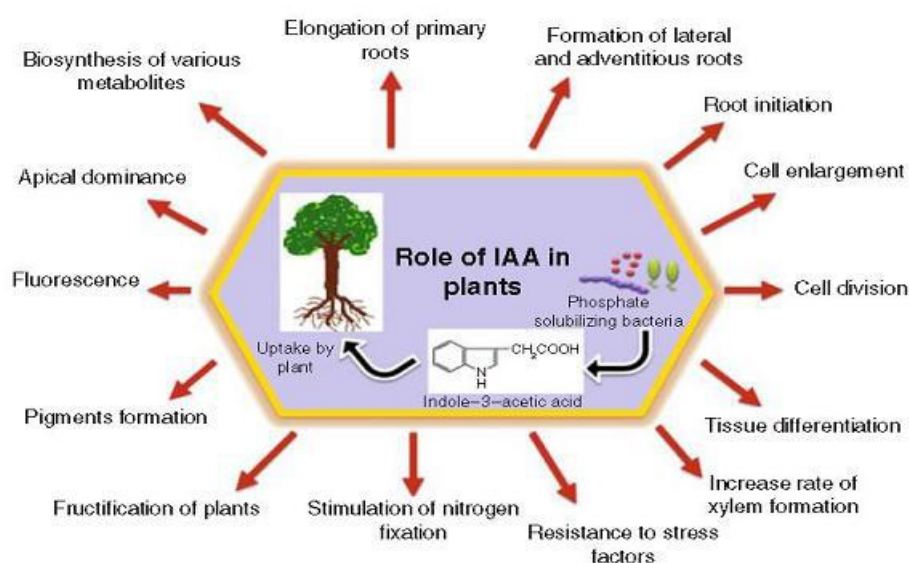 Elongation of primary
roots
Formation of lateral
and adventitious roots
Biosynthesis of various
metabolites
Root initiation
Apical dominance
Cell enlargement
Fluorescence
Cell division
Role of IAA in
plants
Phosphate
solubilizing bacteria
Uptake by
plant
CH2COOH
N
H
Indole–3–acetic acid
Pigments formation
Tissue differentiation
Fructification of plants
Stimulation of nitrogen
fixation
Resistance to stress
factors
Increase rate of
xylem formation